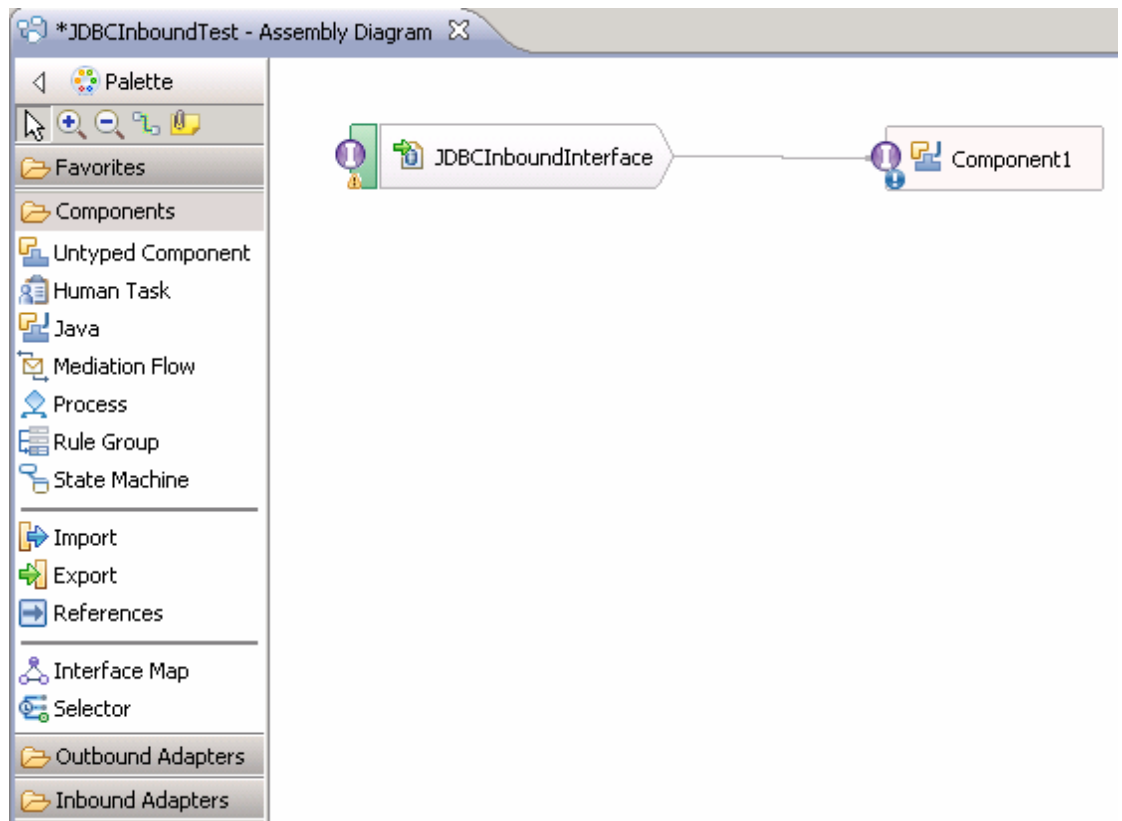 *JDBCInboundTest - Assembly Diagram
Palette
Favorites
Components
Untyped Component
Human Task
Java
Mediation Flow
Process
Rule Group
State Machine
Import
Export
References
Interface Map
Selector
Outbound Adapters
Inbound Adapters
JDBCInboundInterface
Component1